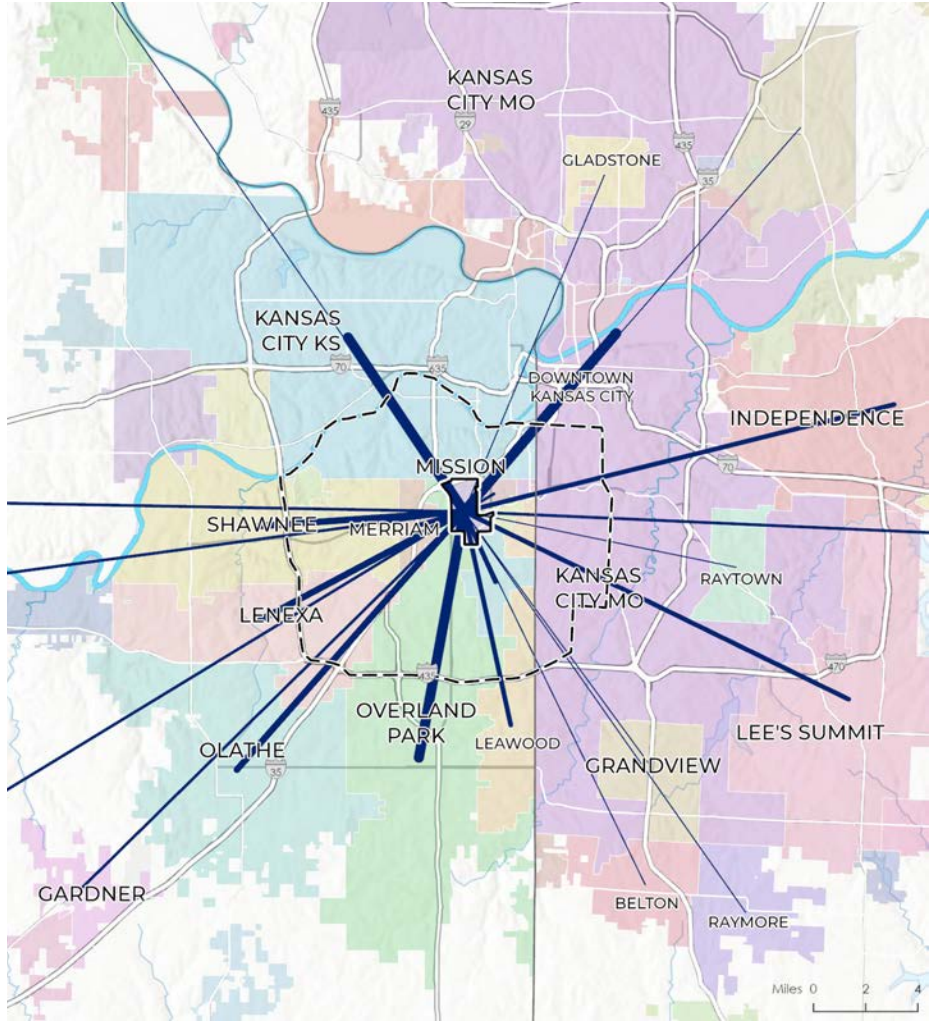 KANSAS
CITY MO
435
29
435
GLADSTONE
35
KANSAS
CITY KS
70
635
DOWNTOWN
KANSAS CITY
INDEPENDENCE
MISSION
70
SHAWNEE
MERRIAM
KANSAS
CITY MO
RAYTOWN
LENEXA
435
470
OVERLAND
PARK
LEAWOOD
LEE'S SUMMIT
OLATHE
35
GRANDVIEW
GARDNER
BELTON
RAYMORE
Miles 0 2 4